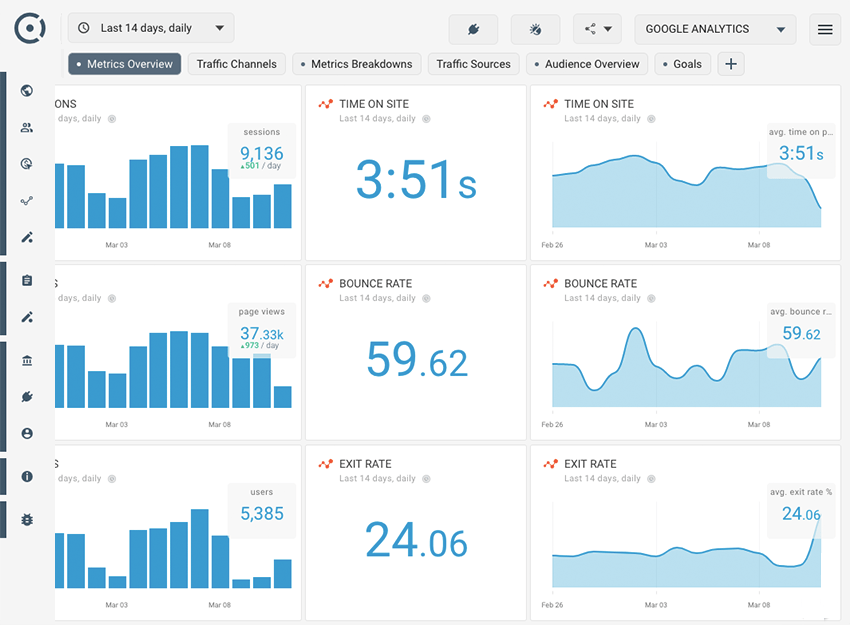 Last 14 days, daily
GOOGLE ANALYTICS
Metrics Overview
Traffic Channels
Metrics Breakdowns
Traffic Sources
Audience Overview
Goals
ONS
days, daily
sessions
9,136
▲501 / day
Mar 03
Mar 08
TIME ON SITE
Last 14 days, daily
3:51s
TIME ON SITE
Last 14 days, daily
avg. time on p...
3:51s
Feb 26
Mar 03
Mar 08
S
days, daily
page views
37.33k
▲973 / day
Mar 03
Mar 08
BOUNCE RATE
Last 14 days, daily
59.62
BOUNCE RATE
Last 14 days, daily
avg. bounce r...
59.62
Feb 26
Mar 03
Mar 08
S
days, daily
users
5,385
Mar 03
Mar 08
EXIT RATE
Last 14 days, daily
24.06
EXIT RATE
Last 14 days, daily
avg. exit rate %
24.06
Feb 26
Mar 03
Mar 08